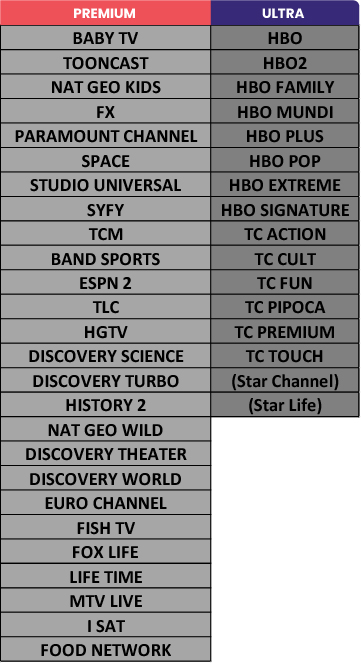 PREMIUM ULTRA
BABY TV HBO
TOONCAST HBO2
NAT GEO KIDS HBO FAMILY
FX HBO MUNDI
PARAMOUNT CHANNEL HBO PLUS
SPACE HBO POP
STUDIO UNIVERSAL HBO EXTREME
SYFY HBO SIGNATURE
TCM TC ACTION
BAND SPORTS TC CULT
ESPN 2 TC FUN
TLC TC PIPOCA
HGTV TC PREMIUM
DISCOVERY SCIENCE TC TOUCH
DISCOVERY TURBO (Star Channel)
HISTORY 2 (Star Life)
NAT GEO WILD
DISCOVERY THEATER
DISCOVERY WORLD
EURO CHANNEL
FISH TV
FOX LIFE
LIFE TIME
MTV LIVE
I SAT
FOOD NETWORK